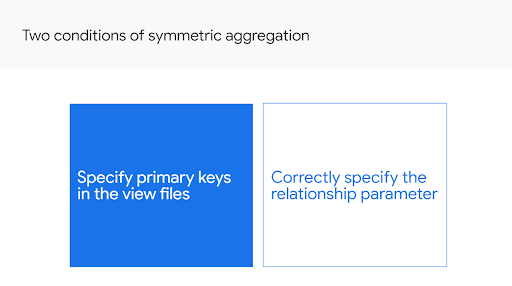 Two conditions of symmetric aggregation
Specify primary keys
in the view files
Correctly specify the
relationship parameter